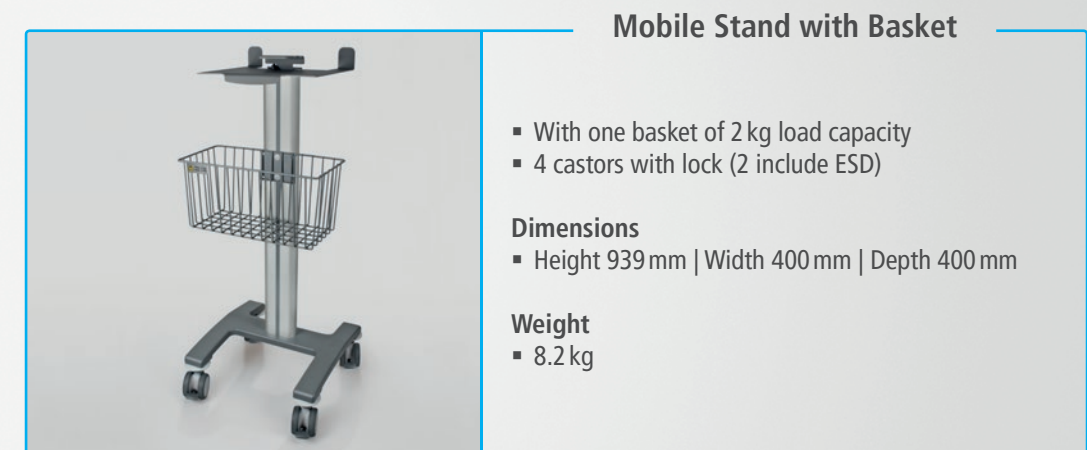 Mobile Stand with Basket
▪ With one basket of 2 kg load capacity
▪ 4 castors with lock (2 include ESD)
Dimensions
▪ Height 939 mm | Width 400 mm | Depth 400 mm
Weight
▪ 8.2 kg